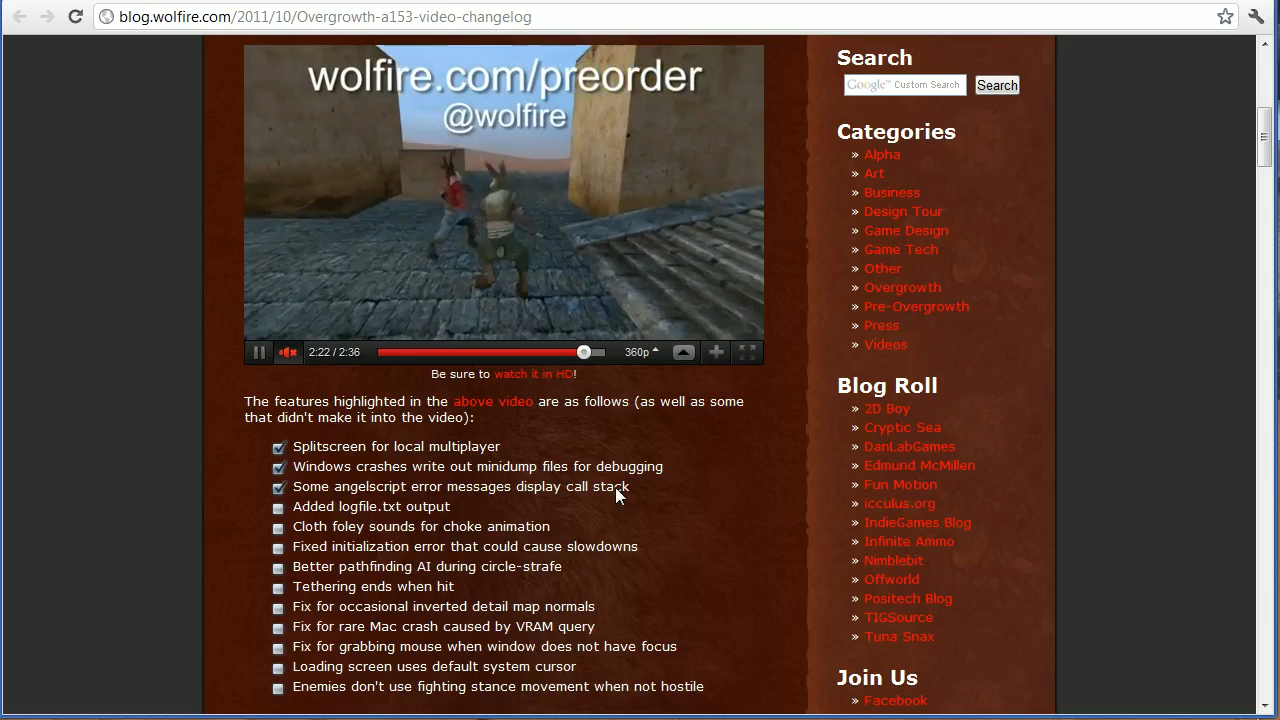 blog.wolfire.com/2011/10/Overgrowth-a153-video-changelog
wolfire.com/preorder
@wolfire
2:22 / 2:36
360p
Be sure to watch it in HD!
The features highlighted in the above video are as follows (as well as some
that didn't make it into the video):
Splitscreen for local multiplayer
Windows crashes write out minidump files for debugging
Some angelscript error messages display call stack
Added logfile.txt output
Cloth foley sounds for choke animation
Fixed initialization error that could cause slowdowns
Better pathfinding AI during circle-strafe
Tethering ends when hit
Fix for occasional inverted detail map normals
Fix for rare Mac crash caused by VRAM query
Fix for grabbing mouse when window does not have focus
Loading screen uses default system cursor
Enemies don't use fighting stance movement when not hostile
Search
Google™ Custom Search
Search
Categories
» Alpha
» Art
» Business
» Design Tour
» Game Design
» Game Tech
» Other
» Overgrowth
» Pre-Overgrowth
» Press
» Videos
Blog Roll
» 2D Boy
» Cryptic Sea
» DanLabGames
» Edmund McMillen
» Fun Motion
» icculus.org
» IndieGames Blog
» Infinite Ammo
» Nimblebit
» Offworld
» Positech Blog
» TIGSource
» Tuna Snax
Join Us
» Facebook